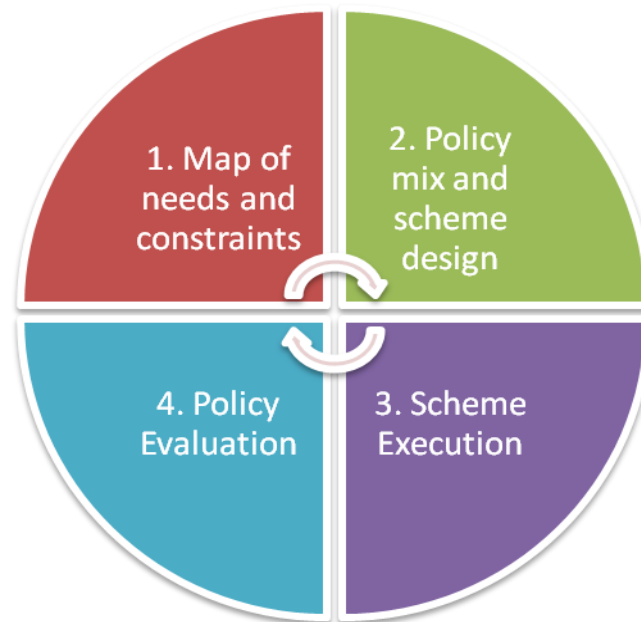 1. Map of
needs and
constraints
2. Policy
mix and
scheme
design
3. Scheme
Execution
4. Policy
Evaluation